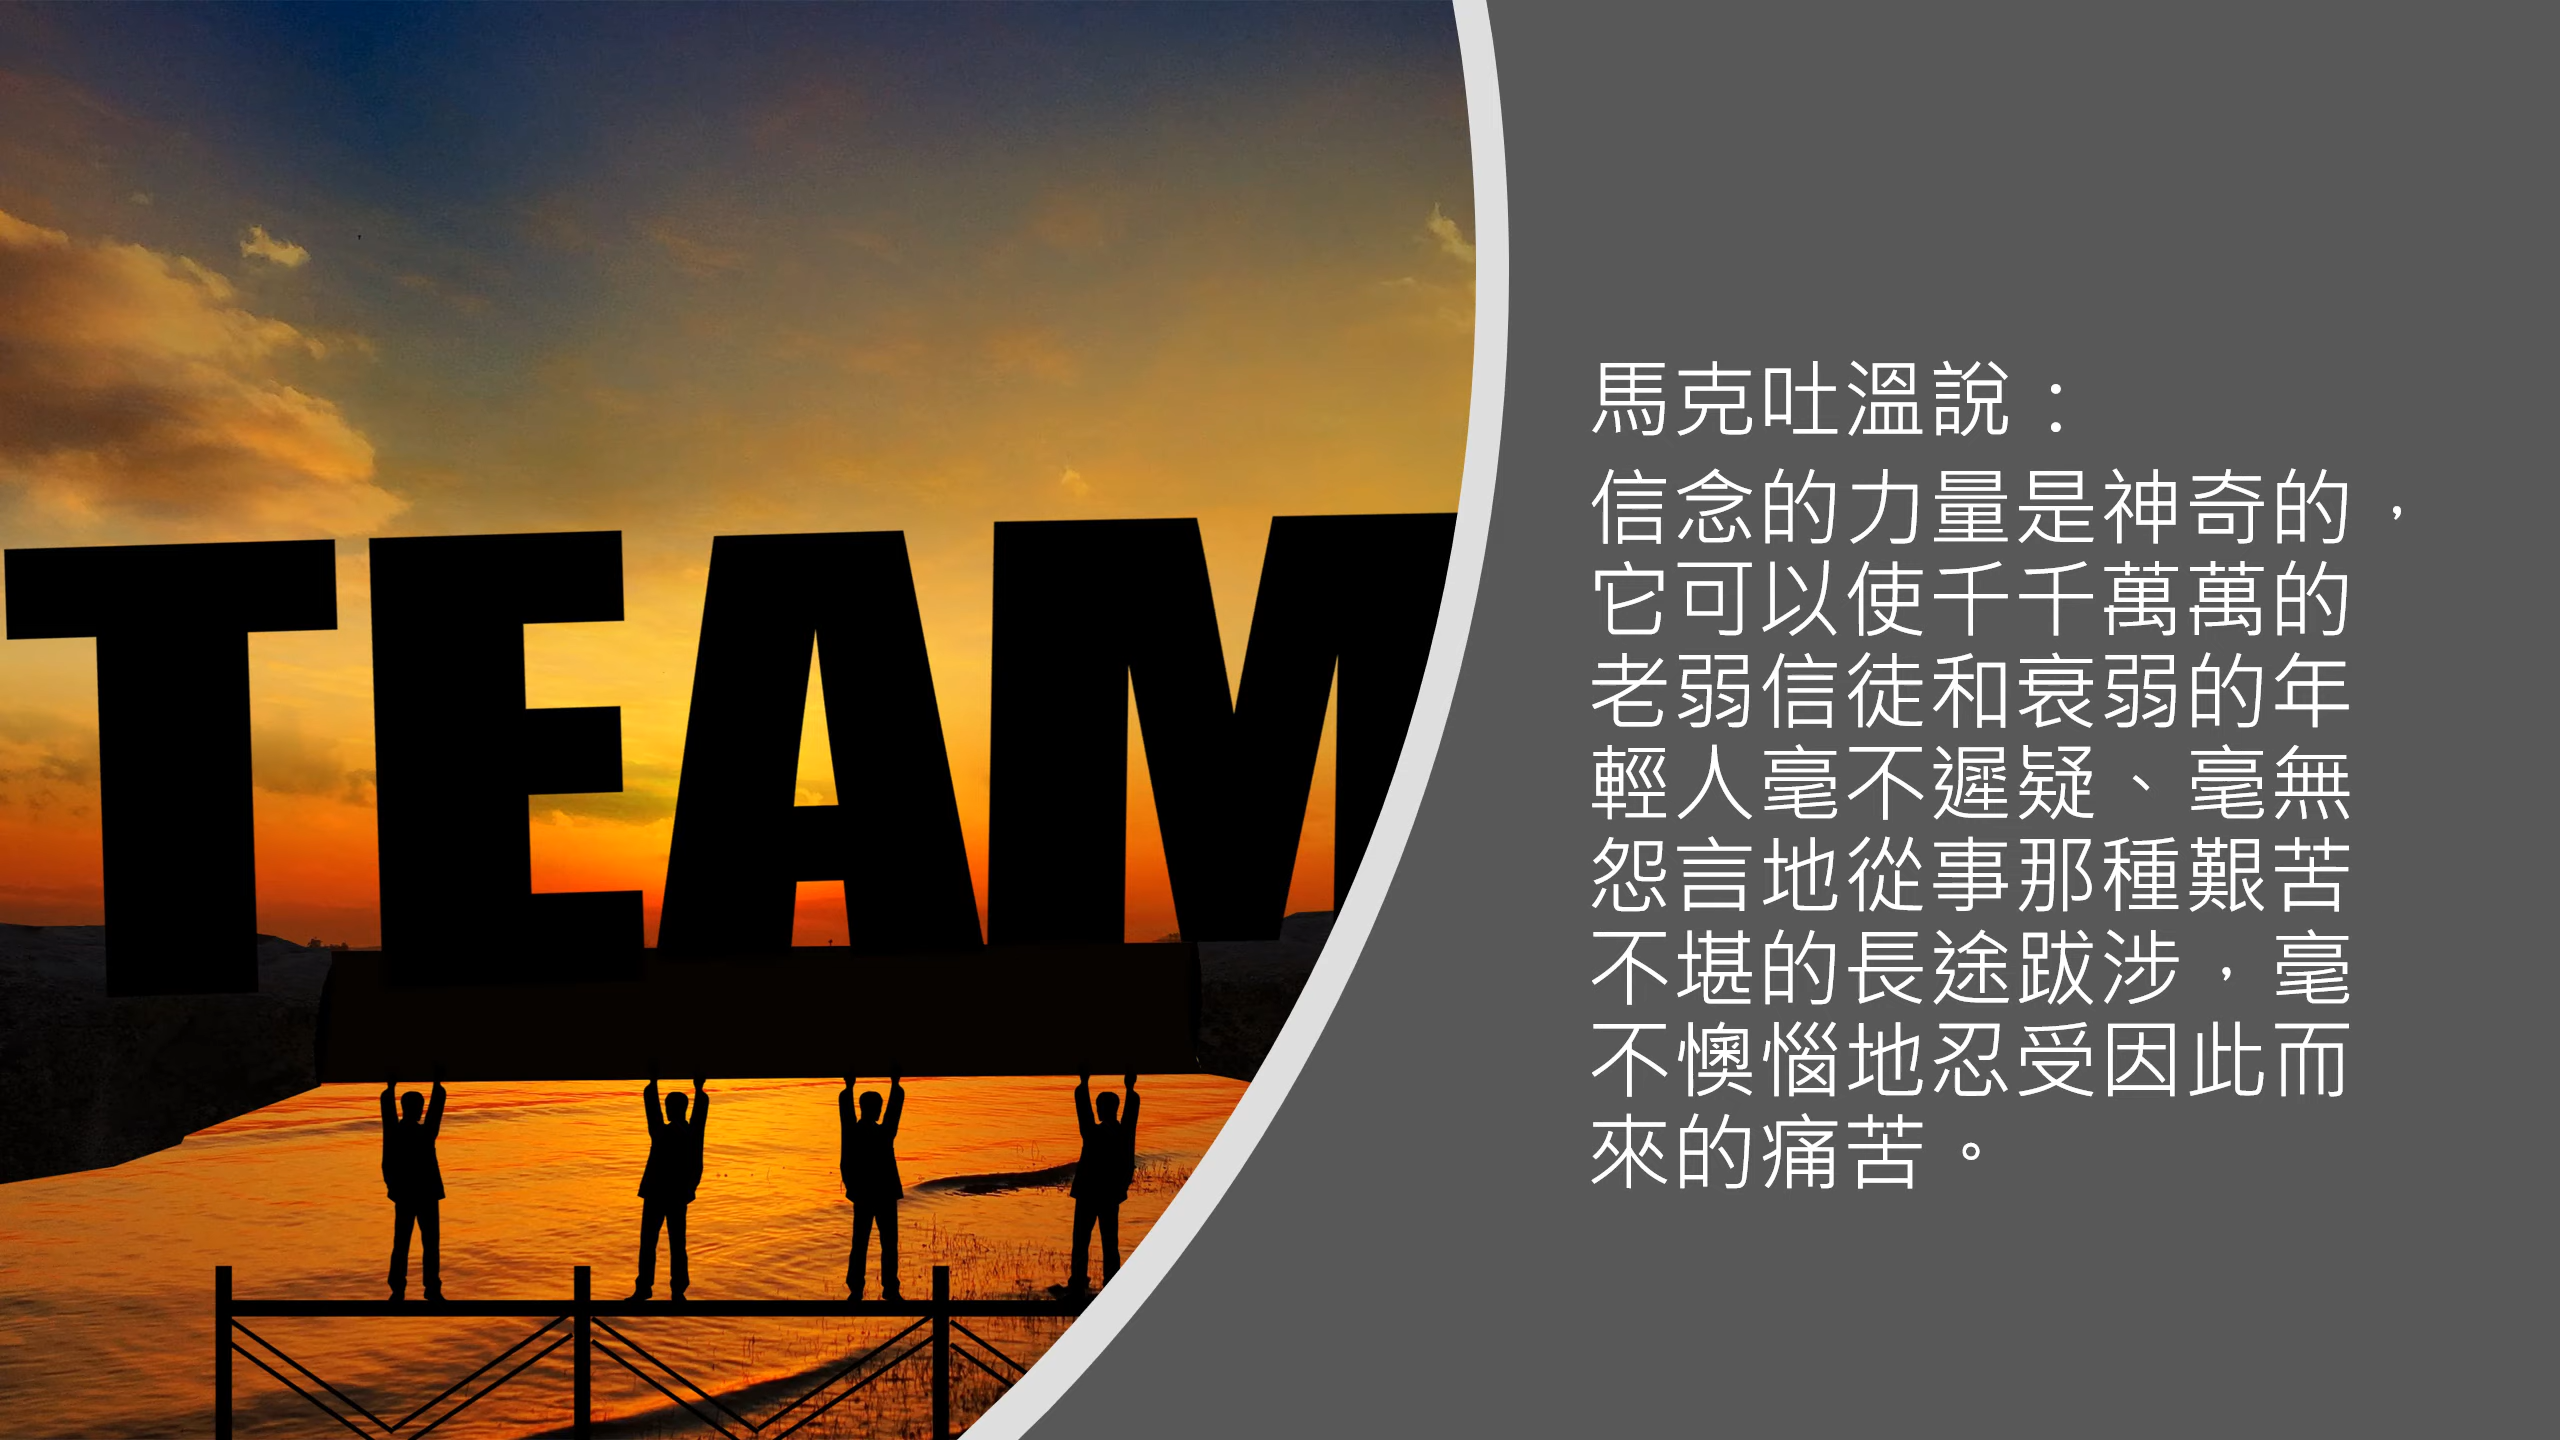 TEAM
馬克吐溫說：
信念的力量是神奇的，
它可以使千千萬萬的
老弱信徒和衰弱的年
輕人毫不遲疑、毫無
怨言地從事那種艱苦
不堪的長途跋涉，毫
不懊惱地忍受因此而
來的痛苦。